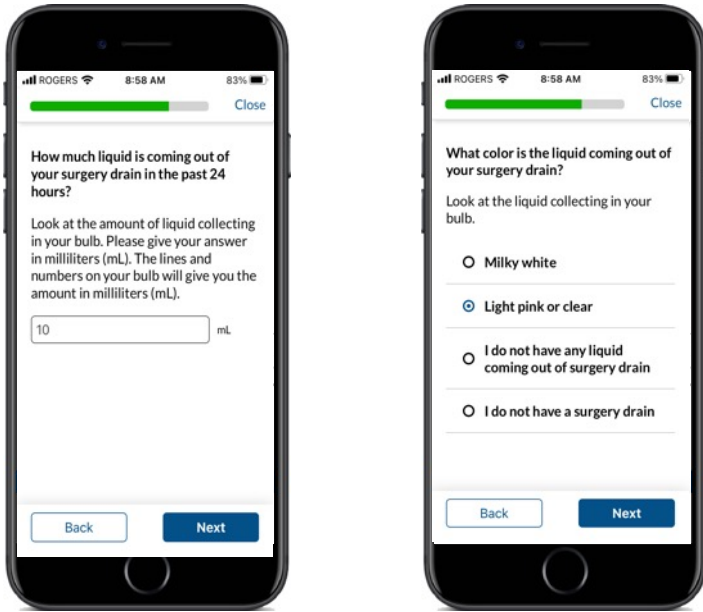 ROGERS 8:58 AM 83%
Close
How much liquid is coming out of
your surgery drain in the past 24
hours?
Look at the amount of liquid collecting
in your bulb. Please give your answer
in milliliters (mL). The lines and
numbers on your bulb will give you the
amount in milliliters (mL).
10 mL
Back Next
ROGERS 8:58 AM 83%
Close
What color is the liquid coming out of
your surgery drain?
Look at the liquid collecting in your
bulb.
Milky white
Light pink or clear
I do not have any liquid
coming out of surgery drain
I do not have a surgery drain
Back Next